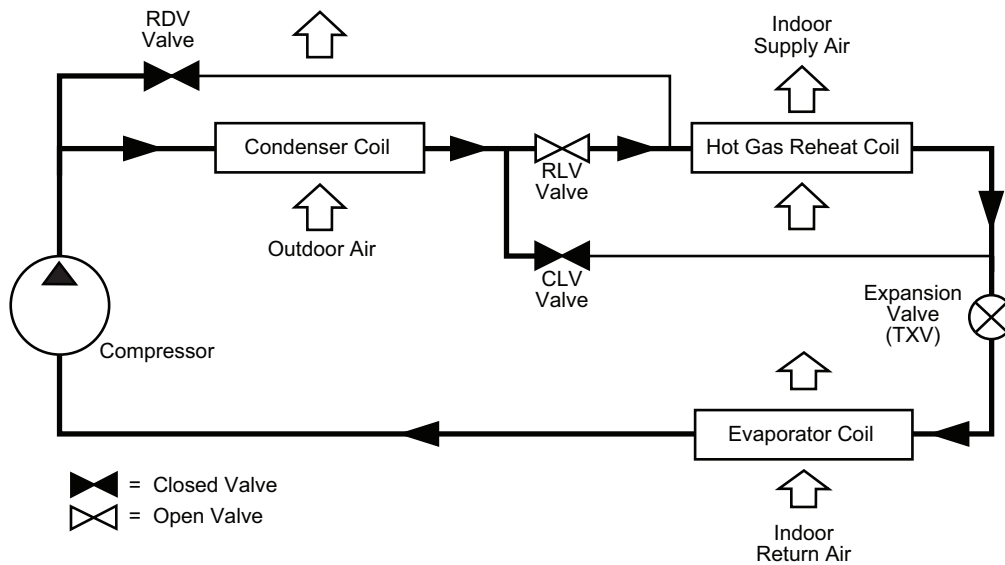 RDV
Valve
Indoor
Supply Air
Condenser Coil
Hot Gas Reheat Coil
RLV
Valve
Outdoor Air
CLV
Valve
Expansion
Valve
(TXV)
Compressor
Evaporator Coil
= Closed Valve
= Open Valve
Indoor
Return Air